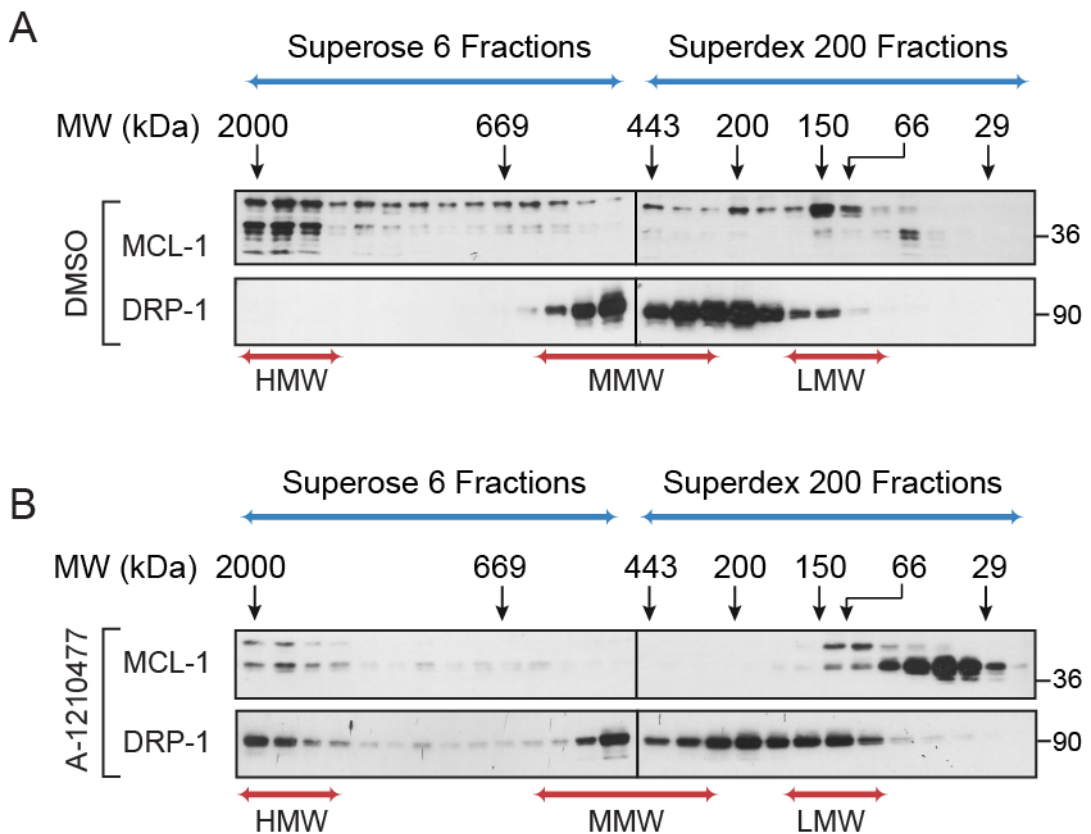 A
Superose 6 Fractions Superdex 200 Fractions
MW (kDa) 2000 669 443 200 150 66 29
DMSO
MCL-1 36
DRP-1 90
HMW MMW LMW
B
Superose 6 Fractions Superdex 200 Fractions
MW (kDa) 2000 669 443 200 150 66 29
A-1210477
MCL-1 36
DRP-1 90
HMW MMW LMW